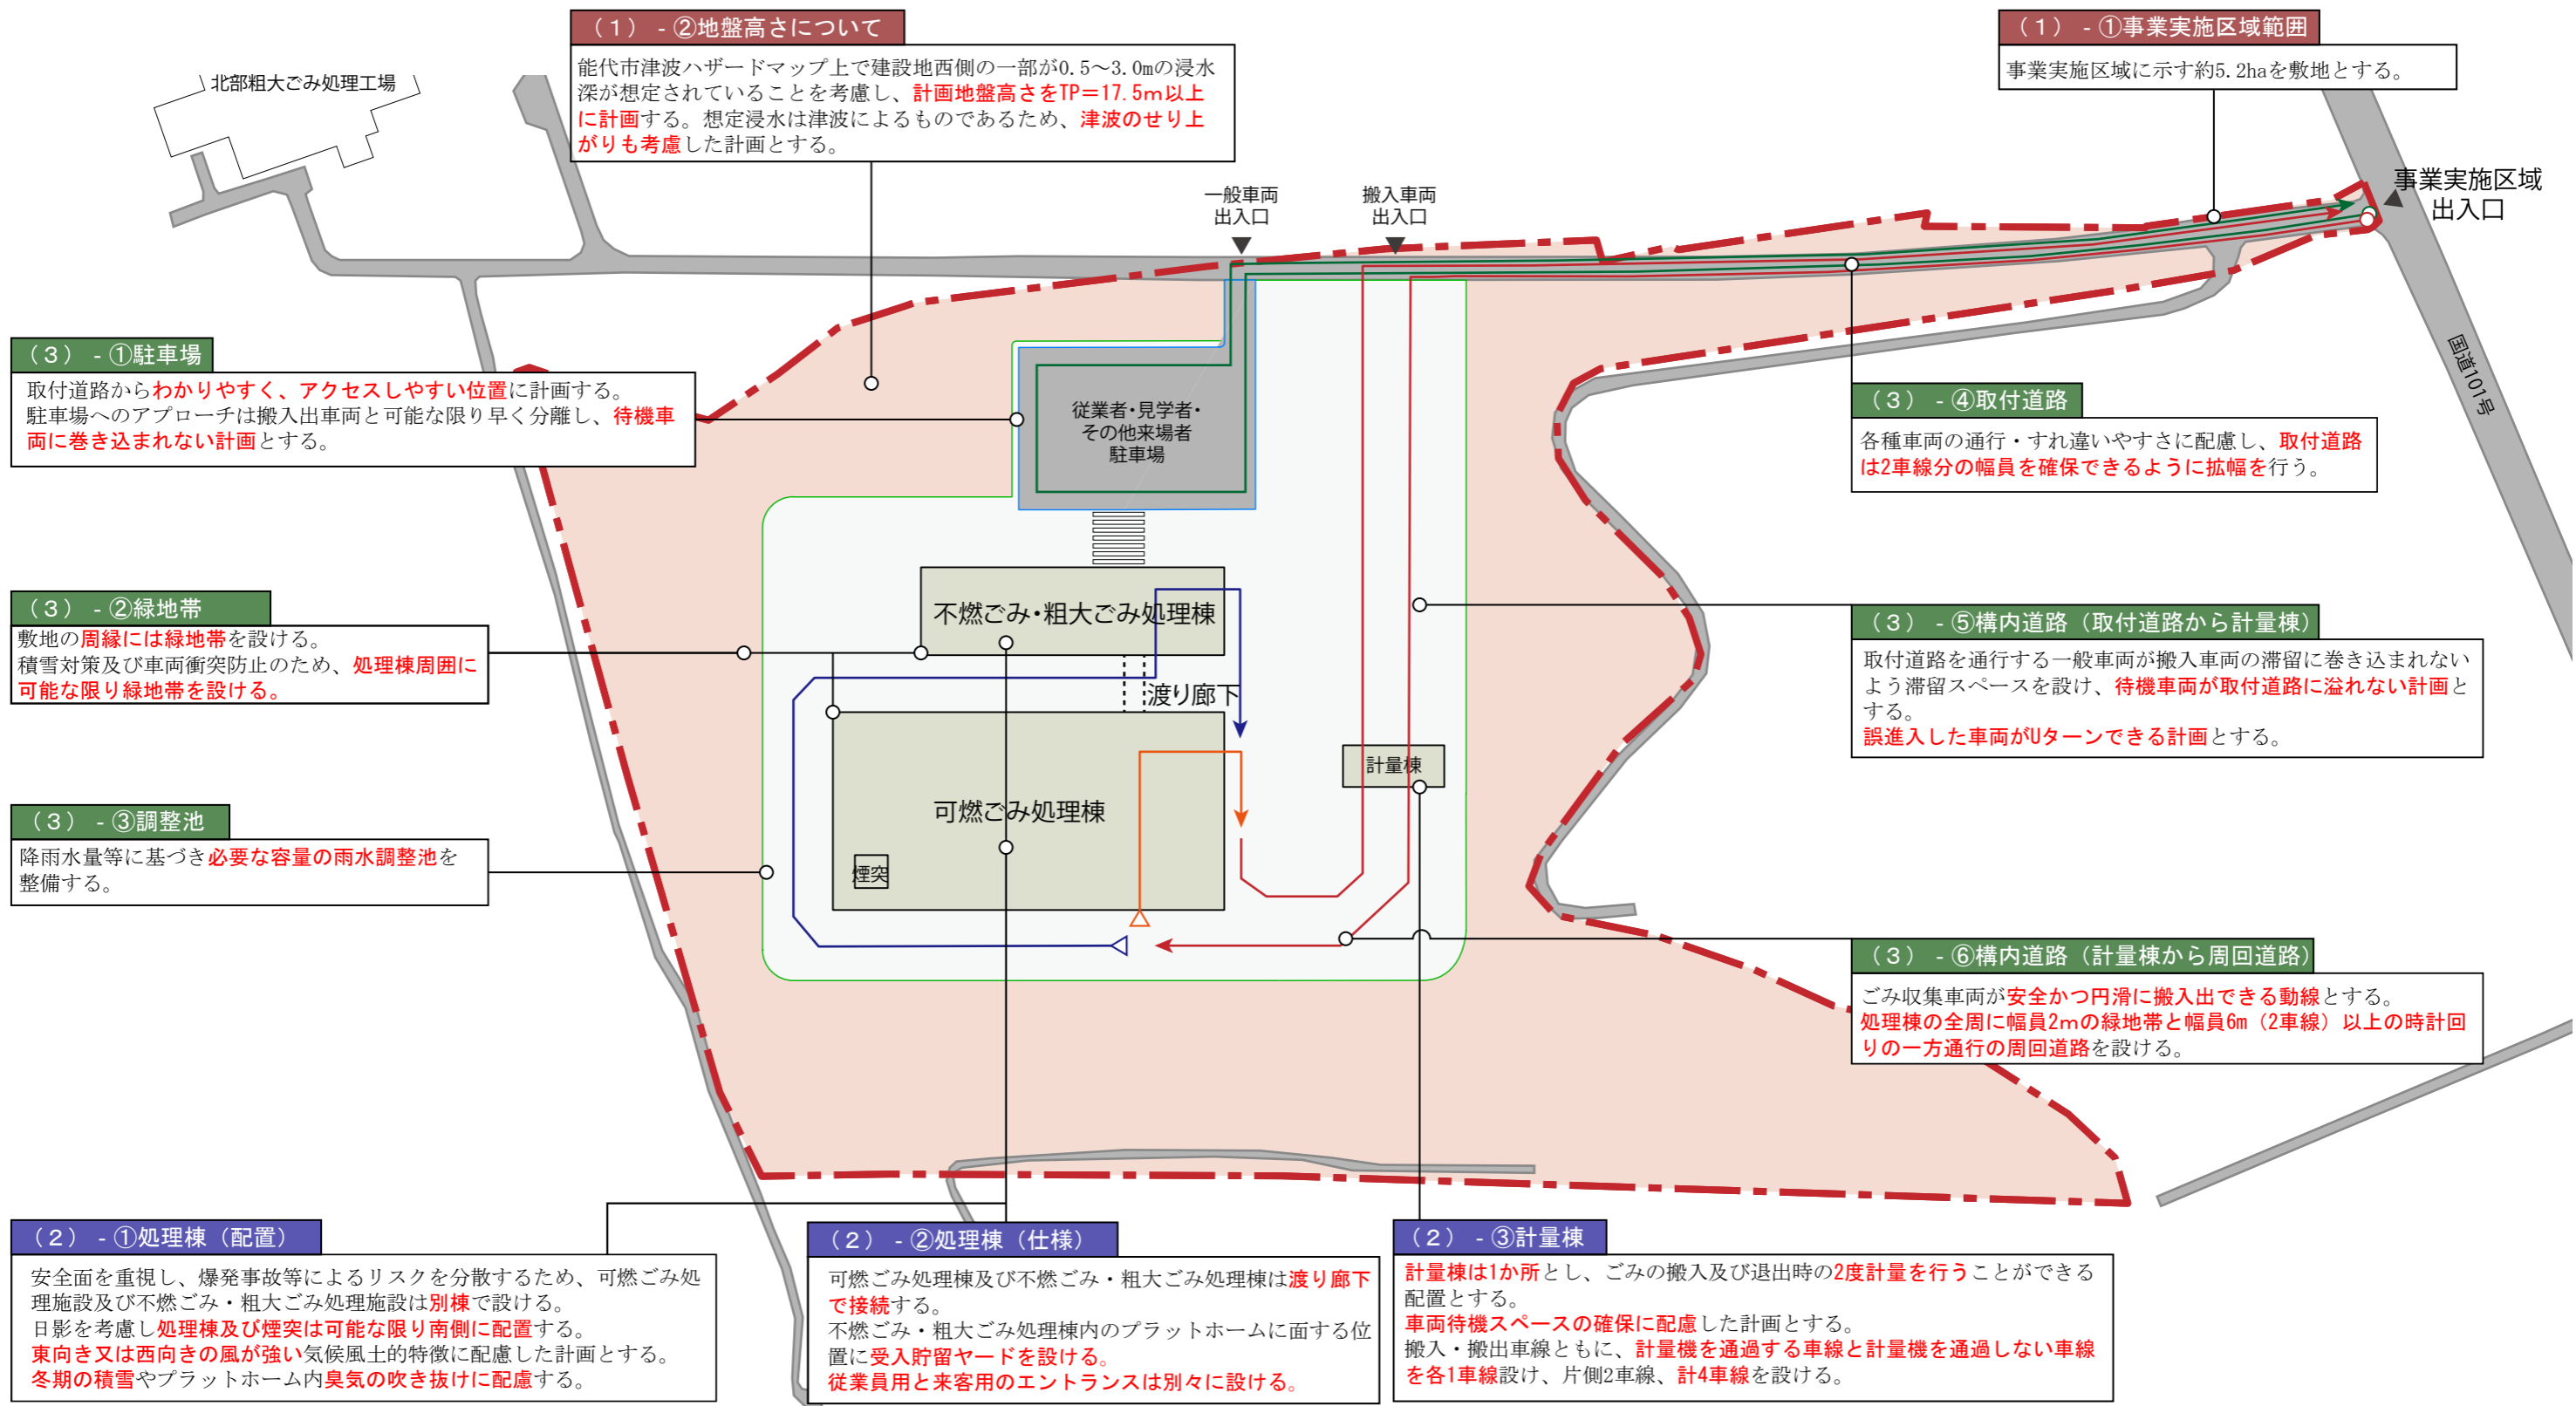 （１）-②地盤高さについて
能代市津波ハザードマップ上で建設地西側の一部が0.5～3.0mの浸水
深が想定されていることを考慮し、計画地盤高さをTP＝17.5m以上
に計画する。想定浸水は津波によるものであるため、津波のせり上
がりも考慮した計画とする。
（１）-①事業実施区域範囲
事業実施区域に示す約5.2haを敷地とする。
北部粗大ごみ処理工場
一般車両
出入口
搬入車両
出入口
事業実施区域
出入口
国道101号
（３）-①駐車場
取付道路からわかりやすく、アクセスしやすい位置に計画する。
駐車場へのアプローチは搬入出車両と可能な限り早く分離し、待機車
両に巻き込まれない計画とする。
従業者・見学者・
その他来場者
駐車場
（３）-④取付道路
各種車両の通行・すれ違いやすさに配慮し、取付道路
は2車線分の幅員を確保できるように拡幅を行う。
（３）-②緑地帯
敷地の周縁には緑地帯を設ける。
積雪対策及び車両衝突防止のため、処理棟周囲に
可能な限り緑地帯を設ける。
不燃ごみ・粗大ごみ処理棟
渡り廊下
（３）-⑤構内道路（取付道路から計量棟）
取付道路を通行する一般車両が搬入車両の滞留に巻き込まれない
よう滞留スペースを設け、待機車両が取付道路に溢れない計画と
する。
誤進入した車両がUターンできる計画とする。
計量棟
可燃ごみ処理棟
煙突
（３）-③調整池
降雨水量等に基づき必要な容量の雨水調整池を
整備する。
（３）-⑥構内道路（計量棟から周回道路）
ごみ収集車両が安全かつ円滑に搬入出できる動線とする。
処理棟の全周に幅員2mの緑地帯と幅員6m（2車線）以上の時計回
りの一方通行の周回道路を設ける。
（２）-①処理棟（配置）
安全面を重視し、爆発事故等によるリスクを分散するため、可燃ごみ処
理施設及び不燃ごみ・粗大ごみ処理施設は別棟で設ける。
日影を考慮し処理棟及び煙突は可能な限り南側に配置する。
東向き又は西向きの風が強い気候風土的特徴に配慮した計画とする。
冬期の積雪やプラットホーム内臭気の吹き抜けに配慮する。
（２）-②処理棟（仕様）
可燃ごみ処理棟及び不燃ごみ・粗大ごみ処理棟は渡り廊下
で接続する。
不燃ごみ・粗大ごみ処理棟内のプラットホームに面する位
置に受入貯留ヤードを設ける。
従業員用と来客用のエントランスは別々に設ける。
（２）-③計量棟
計量棟は1か所とし、ごみの搬入及び退出時の2度計量を行うことができる
配置とする。
車両待機スペースの確保に配慮した計画とする。
搬入・搬出車線ともに、計量機を通過する車線と計量機を通過しない車線
を各1車線設け、片側2車線、計4車線を設ける。